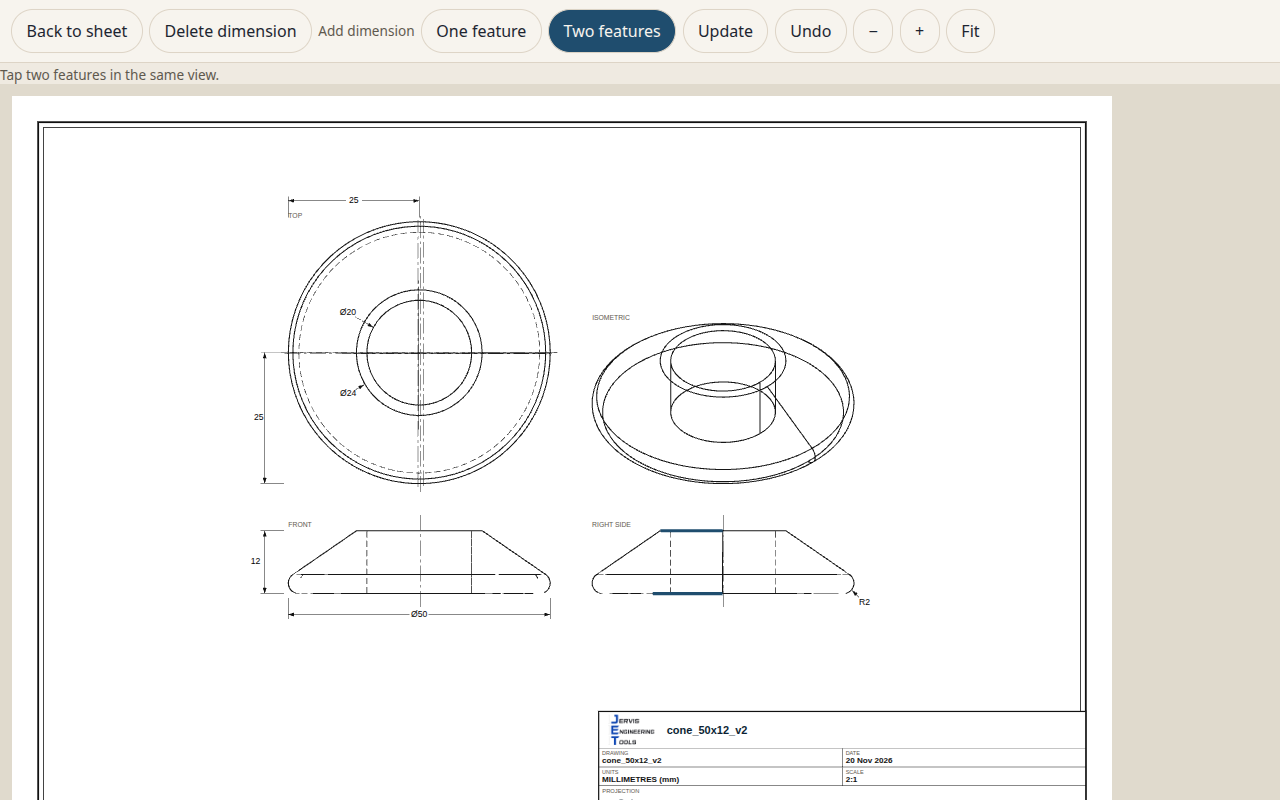 Back to sheet Delete dimension Add dimension One feature Two features Update Undo − + Fit
Tap two features in the same view.
25
TOP
Ø20
Ø24
25
ISOMETRIC
FRONT
12
Ø50
RIGHT SIDE
R2
JERVIS
ENGINEERING
TOOLS
cone_50x12_v2
DRAWING
cone_50x12_v2
DATE
20 Nov 2026
UNITS
MILLIMETRES (mm)
SCALE
2:1
PROJECTION